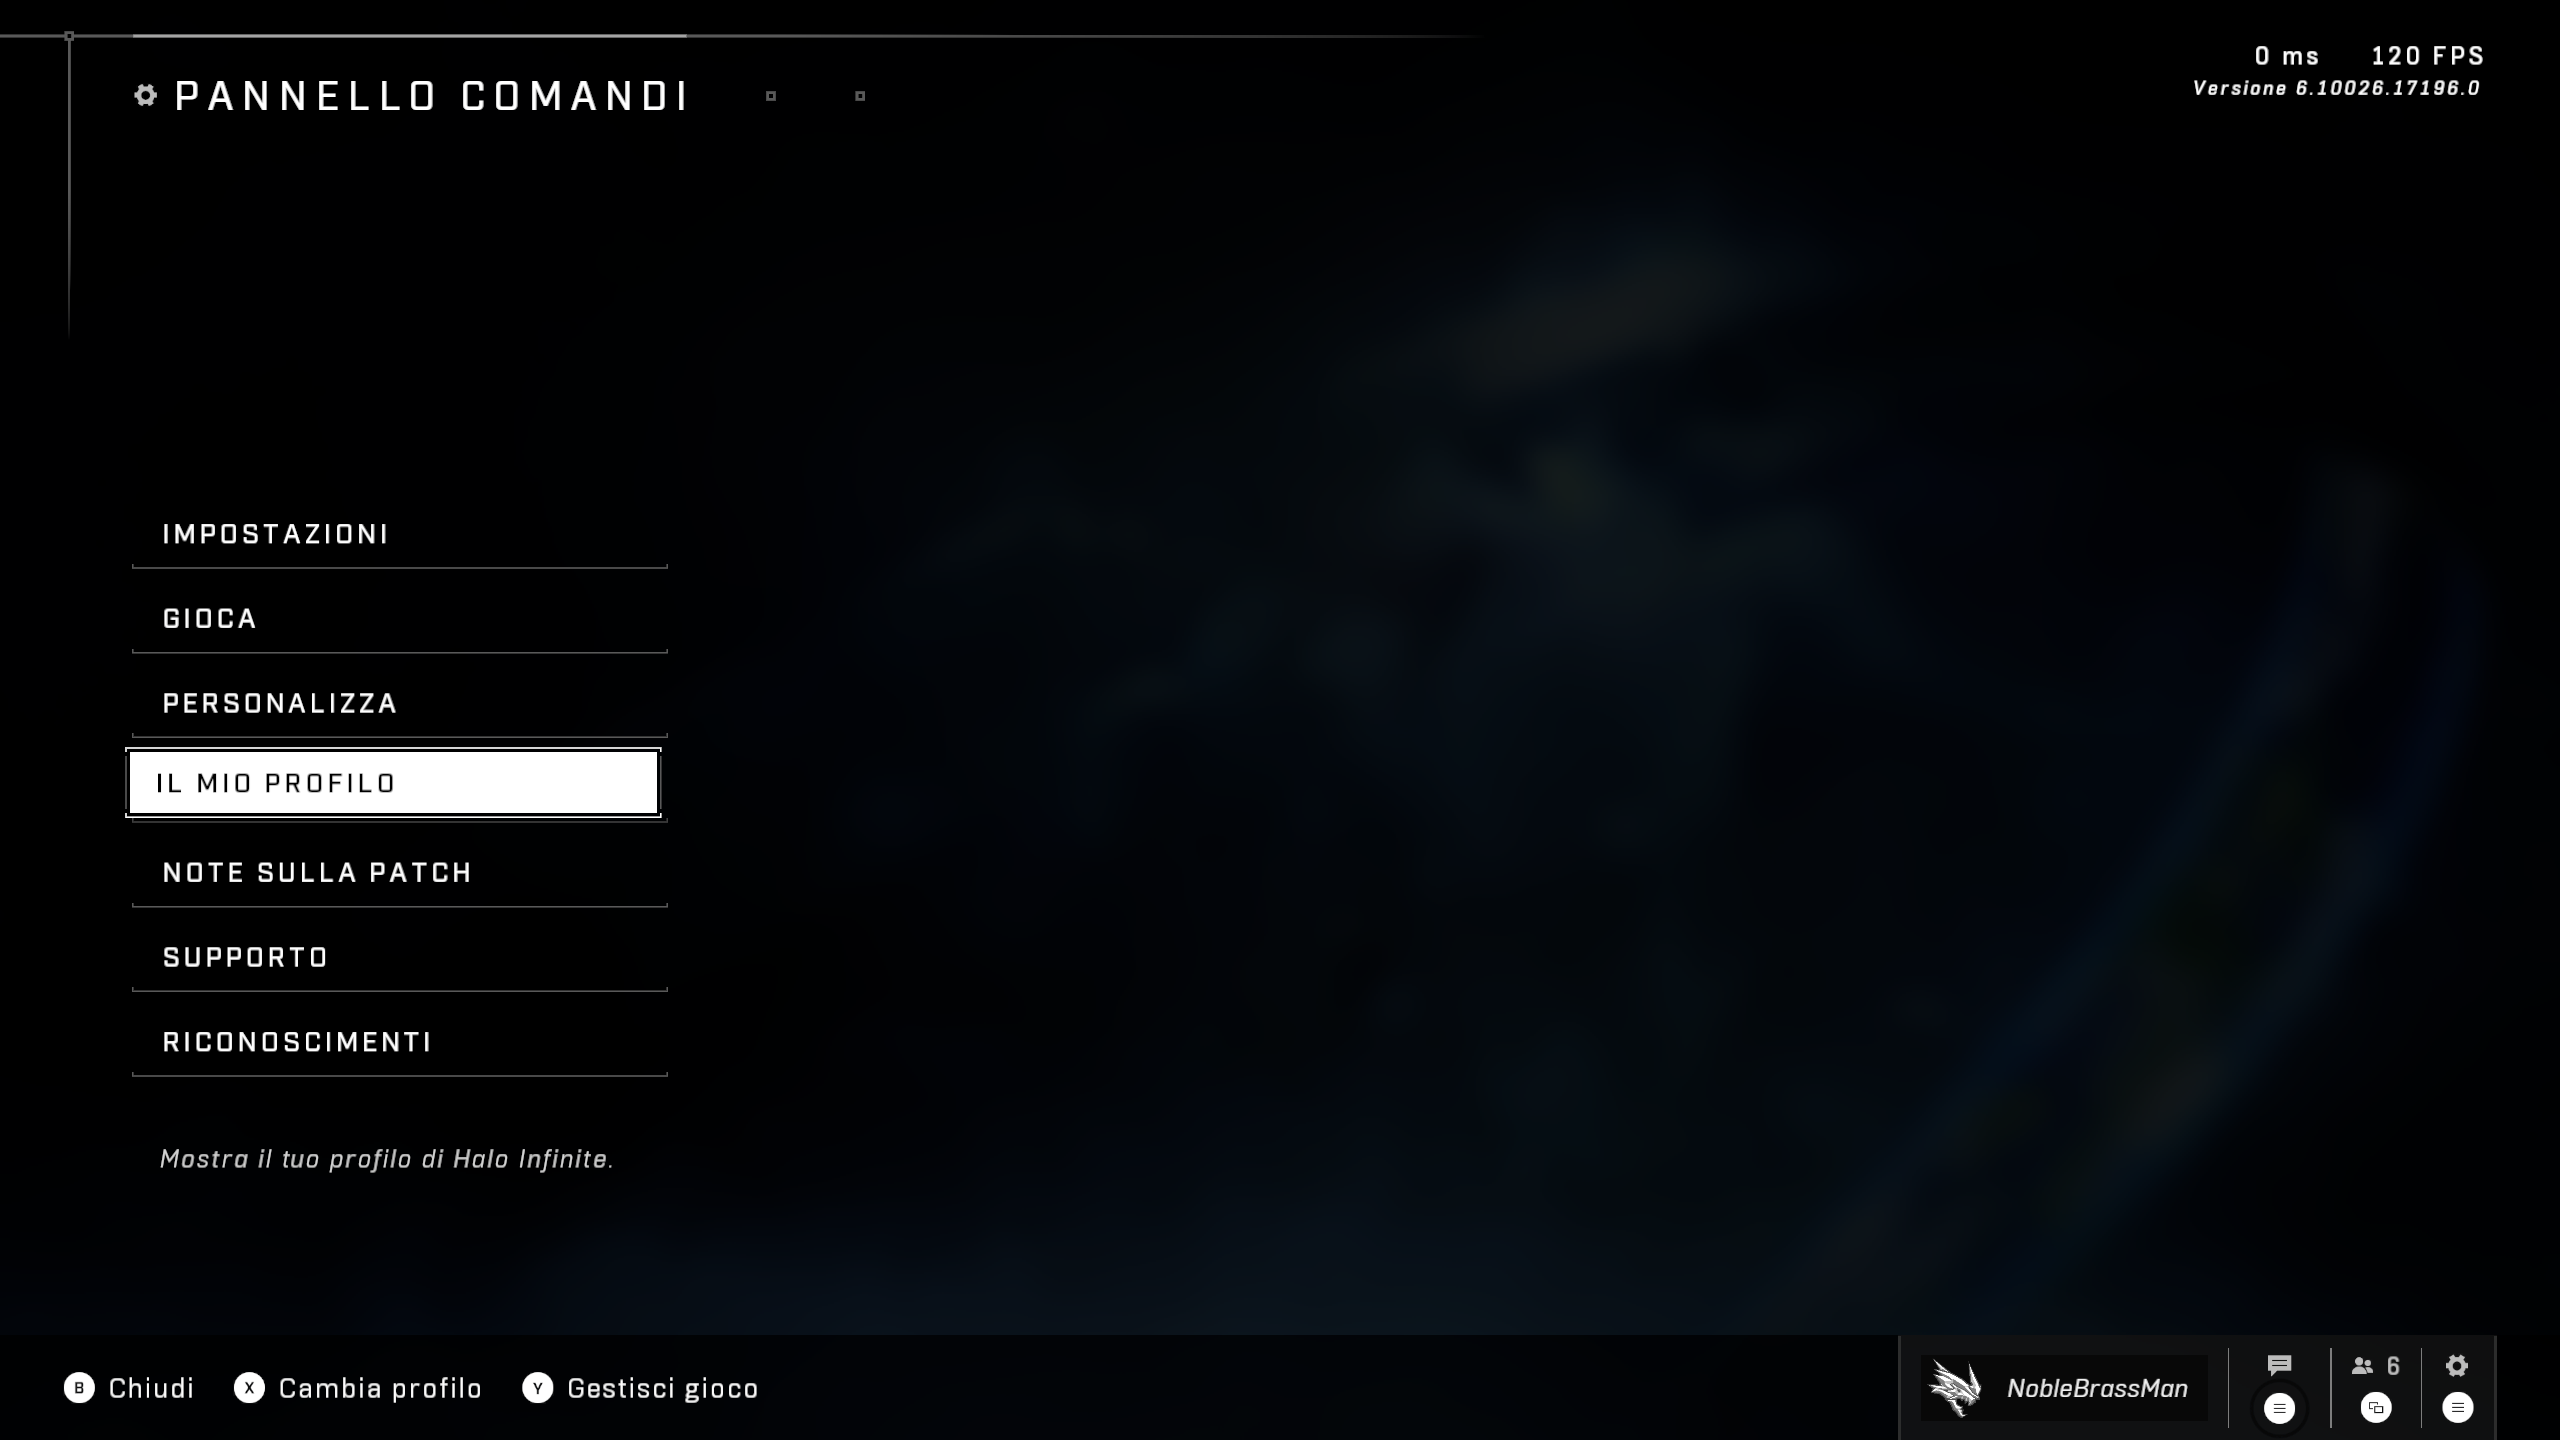 PANNELLO COMANDI
0 ms 120 FPS
Versione 6.10026.17196.0
IMPOSTAZIONI
GIOCA
PERSONALIZZA
IL MIO PROFILO
NOTE SULLA PATCH
SUPPORTO
RICONOSCIMENTI
Mostra il tuo profilo di Halo Infinite.
B Chiudi X Cambia profilo Y Gestisci gioco
NobleBrassMan
6